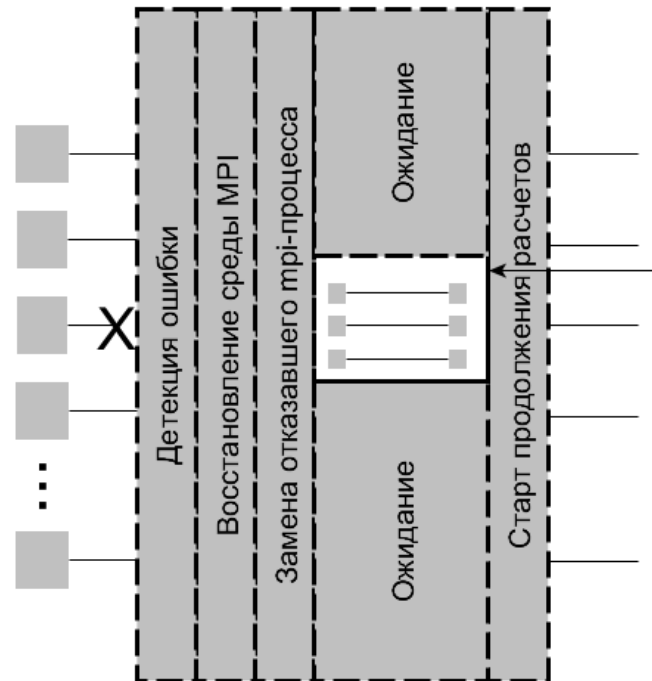 Детекция ошибки
Восстановление среды MPI
Замена отказавшего mpi-процесса
Ожидание
Ожидание
Старт продолжения расчетов
X
...